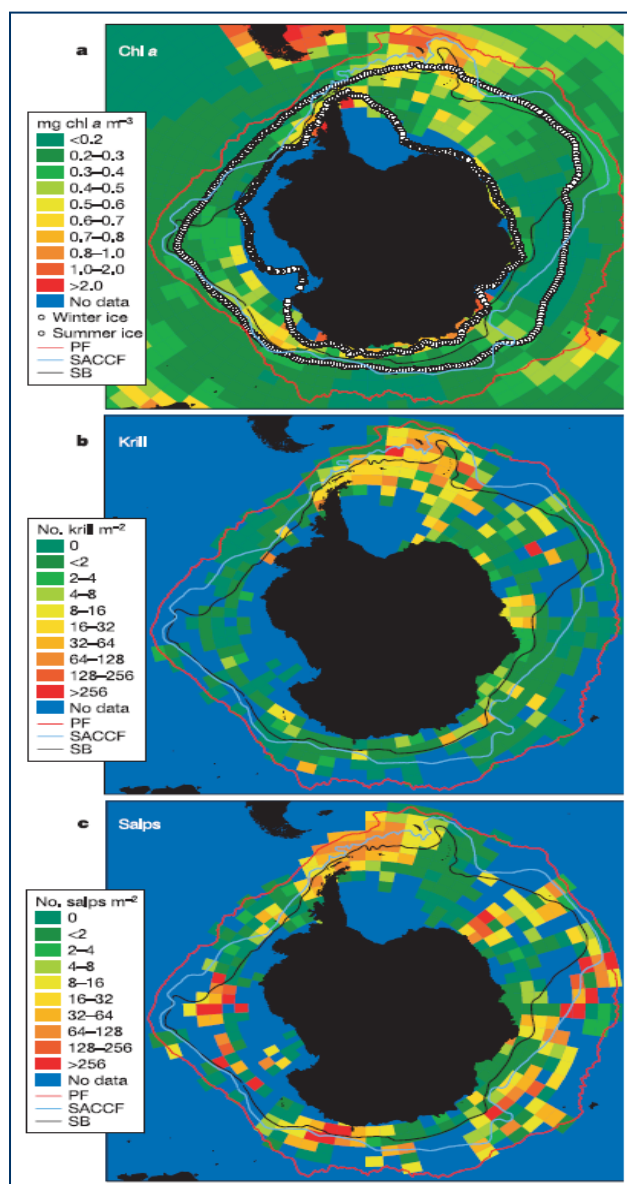 a Chl a
mg chl a m⁻³
<0.2
0.2–0.3
0.3–0.4
0.4–0.5
0.5–0.6
0.6–0.7
0.7–0.8
0.8–1.0
1.0–2.0
>2.0
No data
Winter ice
Summer ice
PF
SACCF
SB
b Krill
No. krill m⁻²
0
<2
2–4
4–8
8–16
16–32
32–64
64–128
128–256
>256
No data
PF
SACCF
SB
c Salps
No. salps m⁻²
0
<2
2–4
4–8
8–16
16–32
32–64
64–128
128–256
>256
No data
PF
SACCF
SB